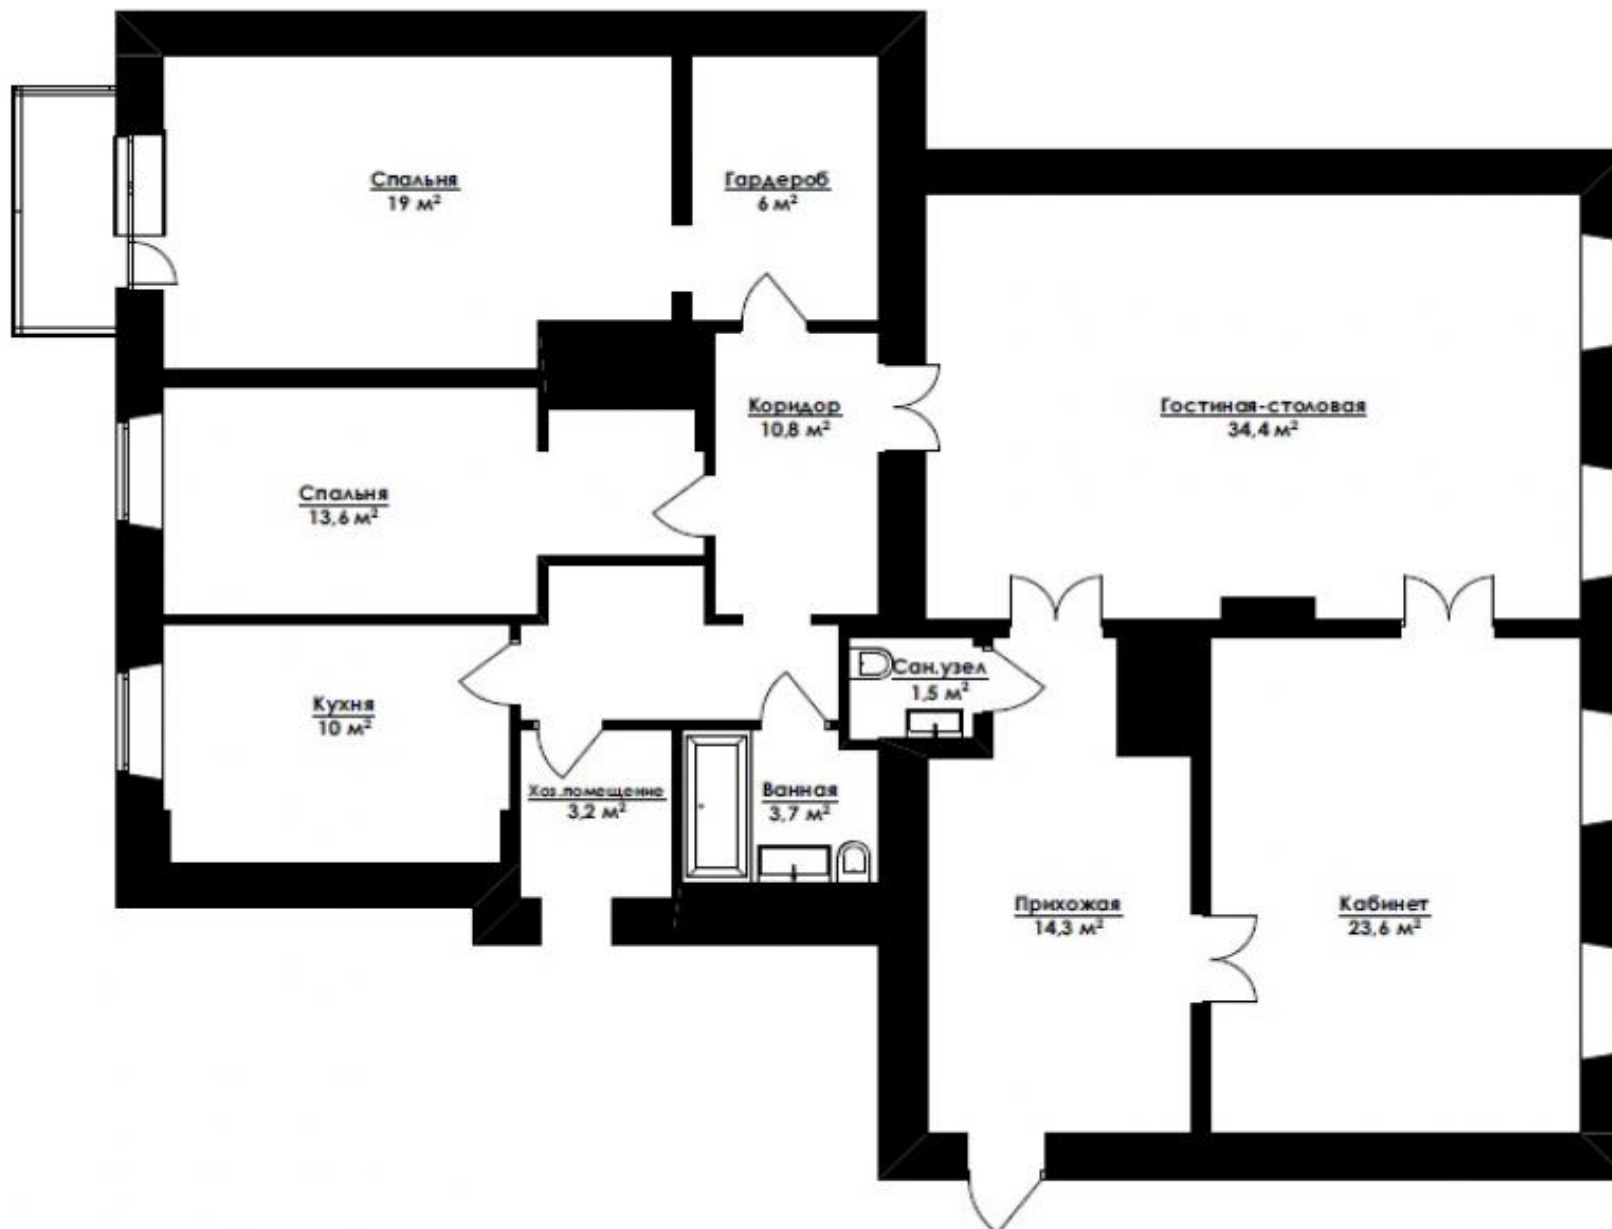 Спальня
19 м²
Гардероб
6 м²
Коридор
10,8 м²
Гостиная-столовая
34,4 м²
Спальня
13,6 м²
Кухня
10 м²
Сан.узел
1,5 м²
Хоз.помещение
3,2 м²
Ванная
3,7 м²
Прихожая
14,3 м²
Кабинет
23,6 м²